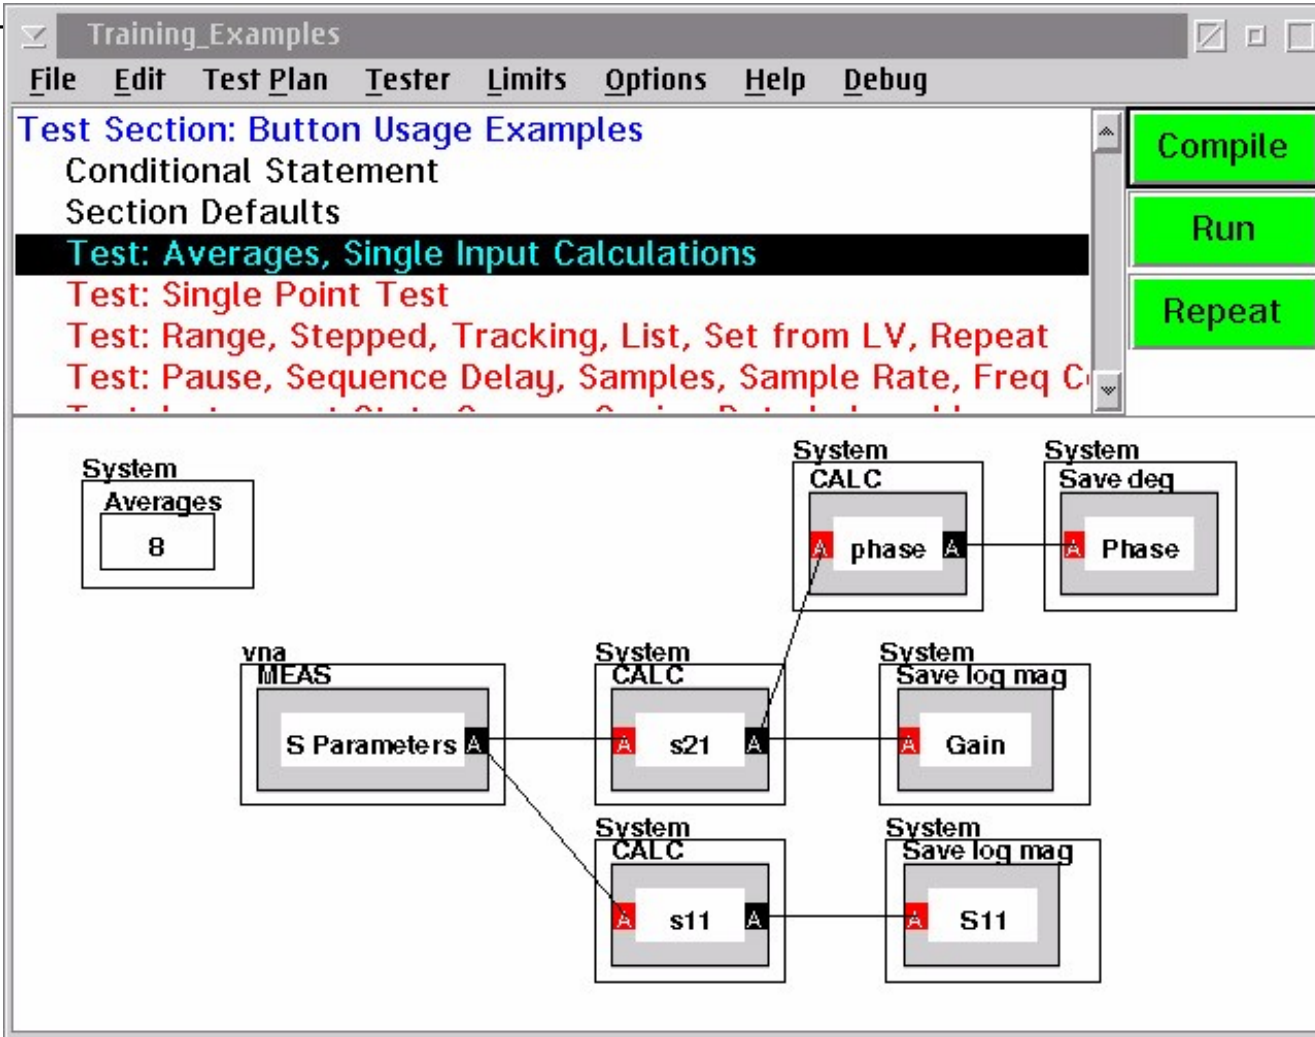 Training_Examples
File Edit Test Plan Tester Limits Options Help Debug
Test Section: Button Usage Examples
Conditional Statement
Section Defaults
Test: Averages, Single Input Calculations
Test: Single Point Test
Test: Range, Stepped, Tracking, List, Set from LV, Repeat
Test: Pause, Sequence Delay, Samples, Sample Rate, Freq
Compile
Run
Repeat
System
Averages
8
System
CALC
A phase A
System
Save deg
A Phase
vna
MEAS
S Parameters A
System
CALC
A s21 A
System
Save log mag
A Gain
System
CALC
A s11 A
System
Save log mag
A S11